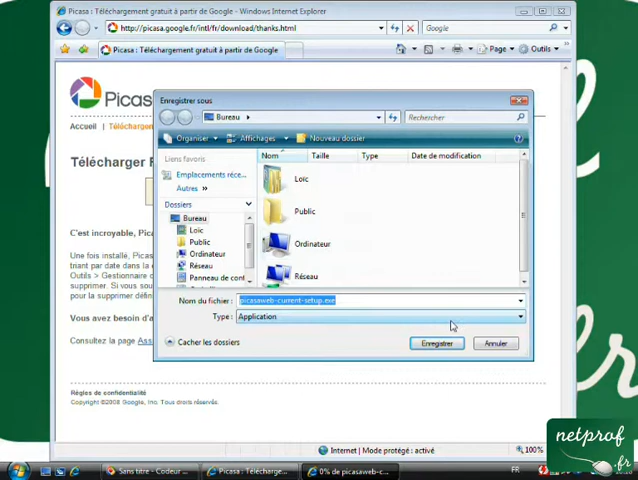 Picasa : Téléchargement gratuit à partir de Google - Windows Internet Explorer
http://picasa.google.fr/intl/fr/download/thanks.html
Google
Picasa : Téléchargement gratuit à partir de Google
Page
Outils
Picasa
Accueil
Télécharger
C'est incroyable, Picas
Une fois installé, Picas
triant par date dans la c
Outils > Gestionnaire c
supprimer. Si vous sou
pour la supprimer défini
Vous avez besoin d'a
Consultez la page Ass
Règles de confidentialité
Copyright ©2008 Google, Inc. Tous droits réservés.
Enregistrer sous
Bureau
Rechercher
Organiser
Affichages
Nouveau dossier
Liens favoris
Emplacements réce...
Autres »
Dossiers
Bureau
Loïc
Public
Ordinateur
Réseau
Panneau de conf
Nom
Taille
Type
Date de modification
Loïc
Public
Ordinateur
Réseau
Nom du fichier :
picasaweb-current-setup.exe
Type :
Application
Cacher les dossiers
Enregistrer
Annuler
Internet | Mode protégé : activé
100%
netprof
.fr
Sans titre - Codeur ...
Picasa : Télécharge...
0% de picasaweb-c...
FR